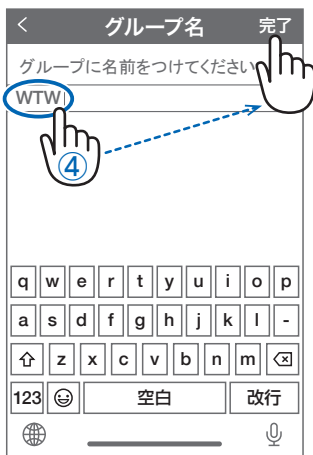 < グループ名 完了
グループに名前をつけてください
WTW
④
q w e r t y u i o p
a s d f g h j k l -
z x c v b n m
123 空白 改行